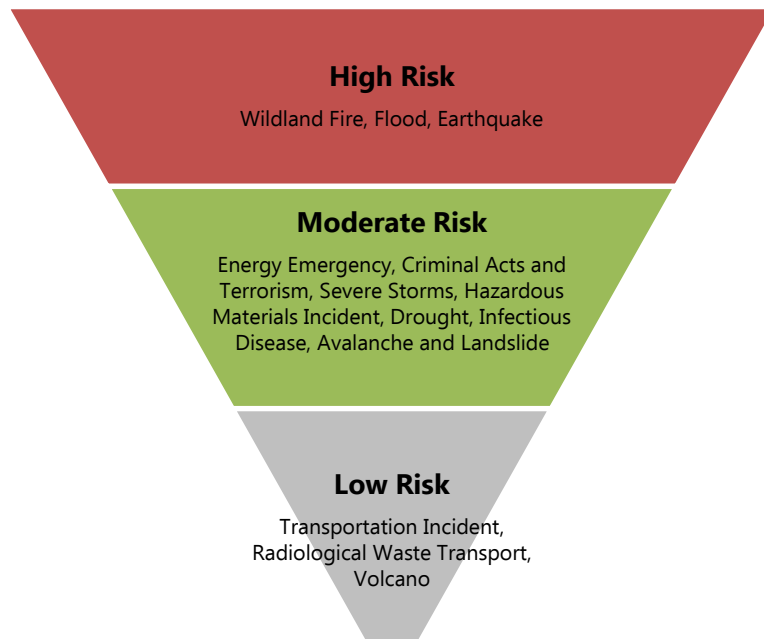 High Risk
Wildland Fire, Flood, Earthquake
Moderate Risk
Energy Emergency, Criminal Acts and
Terrorism, Severe Storms, Hazardous
Materials Incident, Drought, Infectious
Disease, Avalanche and Landslide
Low Risk
Transportation Incident,
Radiological Waste Transport,
Volcano